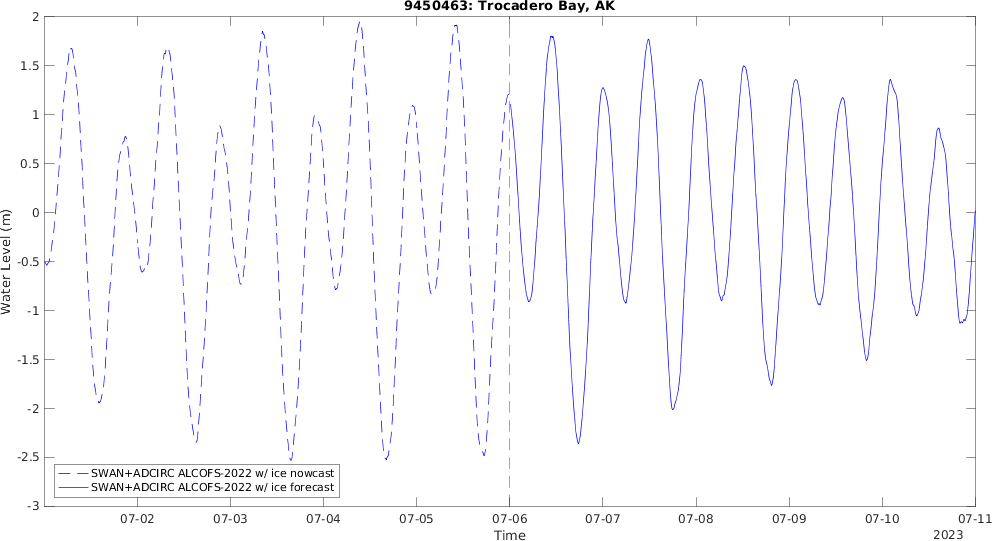 9450463: Trocadero Bay, AK
2
1.5
1
0.5
0
-0.5
-1
-1.5
-2
-2.5
-3
Water Level (m)
SWAN+ADCIRC ALCOFS-2022 w/ ice nowcast
SWAN+ADCIRC ALCOFS-2022 w/ ice forecast
07-02 07-03 07-04 07-05 07-06 07-07 07-08 07-09 07-10 07-11
Time
2023